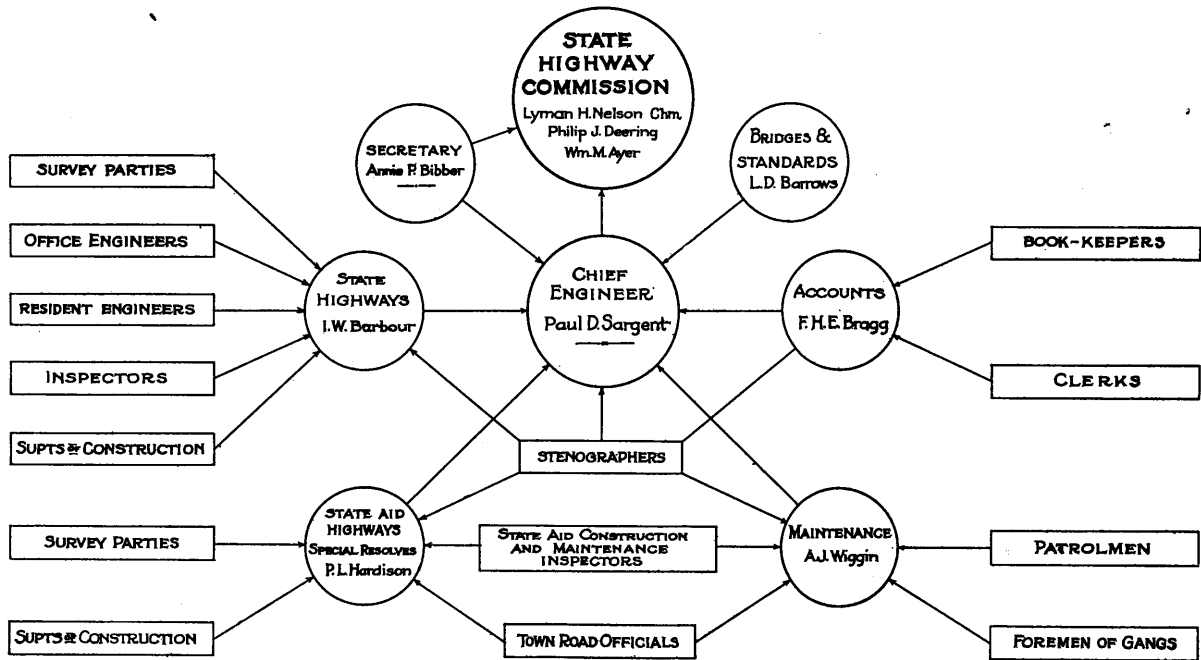 STATE
HIGHWAY
COMMISSION
Lyman H. Nelson Chm.
Philip J. Deering
Wm. M. Ayer
SECRETARY
Annie P. Bibber
BRIDGES &
STANDARDS
L.D. Barrows
SURVEY PARTIES
OFFICE ENGINEERS
RESIDENT ENGINEERS
INSPECTORS
SUPTS OF CONSTRUCTION
STATE
HIGHWAYS
I.W. Barbour
CHIEF
ENGINEER
Paul D. Sargent
ACCOUNTS
F.H.E. Bragg
BOOK-KEEPERS
CLERKS
STENOGRAPHERS
SURVEY PARTIES
SUPTS OF CONSTRUCTION
STATE AID
HIGHWAYS
SPECIAL RESOLVES
P.L. Hardison
STATE AID CONSTRUCTION
AND MAINTENANCE
INSPECTORS
TOWN ROAD OFFICIALS
MAINTENANCE
A.J. Wiggin
PATROLMEN
FOREMEN OF GANGS